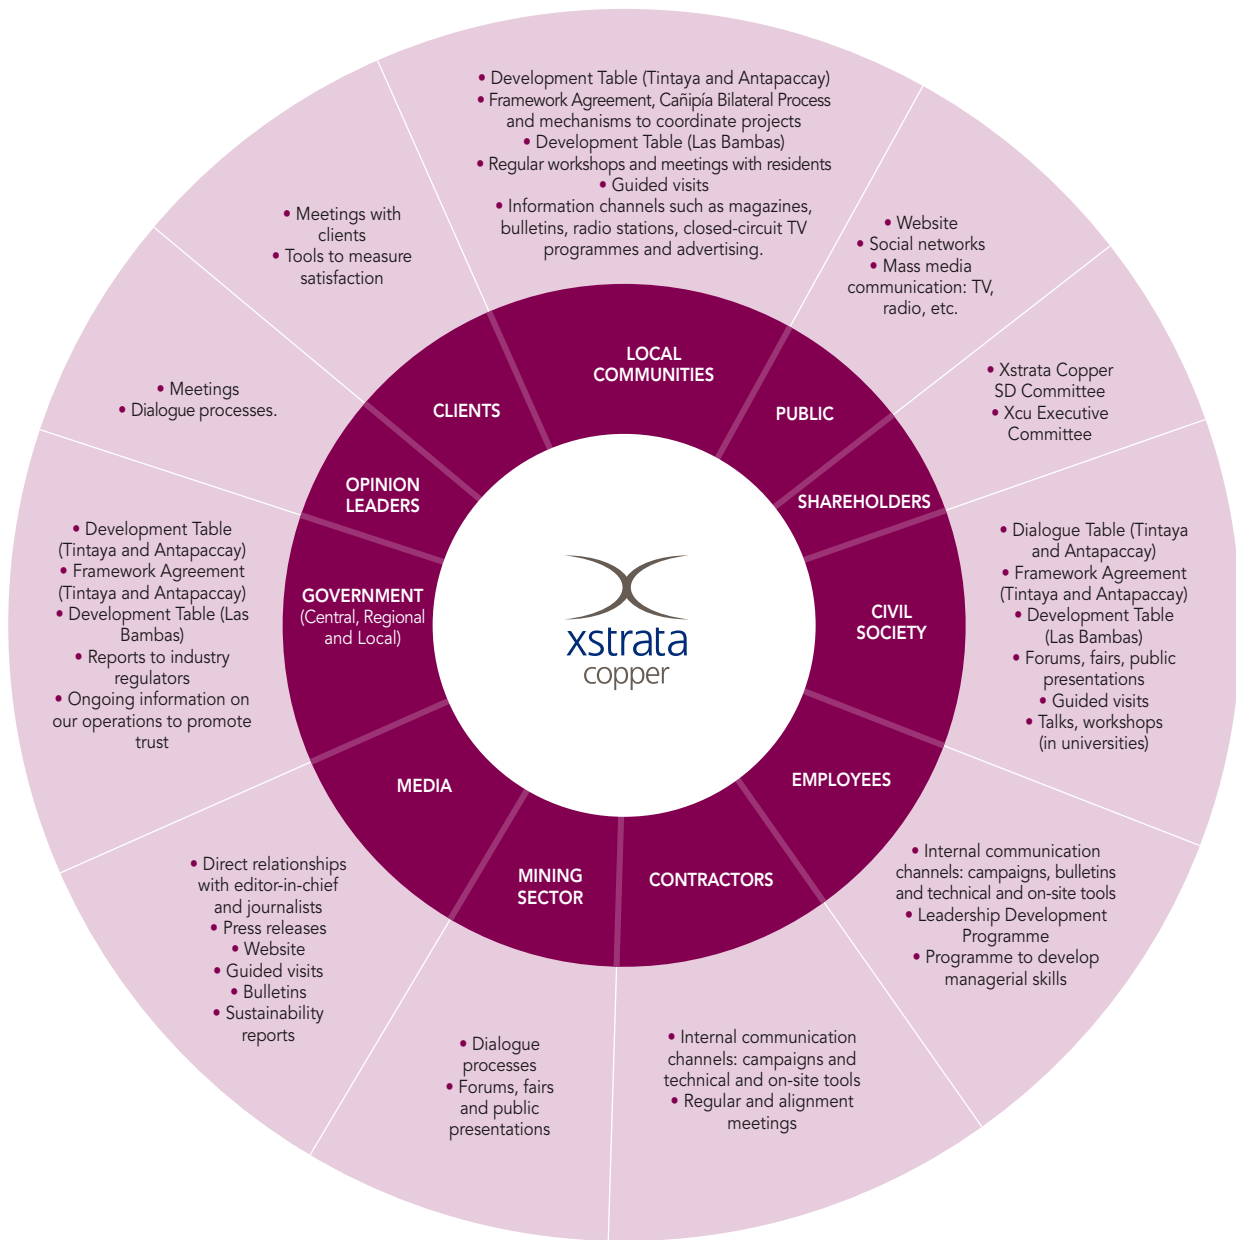 • Development Table (Tintaya and Antapaccay)
• Framework Agreement, Cañipía Bilateral Process
and mechanisms to coordinate projects
• Development Table (Las Bambas)
• Regular workshops and meetings with residents
• Guided visits
• Information channels such as magazines,
bulletins, radio stations, closed-circuit TV
programmes and advertising.
LOCAL
COMMUNITIES
• Website
• Social networks
• Mass media
communication: TV,
radio, etc.
PUBLIC
• Xstrata Copper
SD Committee
• Xcu Executive
Committee
SHAREHOLDERS
• Dialogue Table (Tintaya
and Antapaccay)
• Framework Agreement
(Tintaya and Antapaccay)
• Development Table
(Las Bambas)
• Forums, fairs, public
presentations
• Guided visits
• Talks, workshops
(in universities)
CIVIL
SOCIETY
• Internal communication
channels: campaigns, bulletins
and technical and on-site tools
• Leadership Development
Programme
• Programme to develop
managerial skills
EMPLOYEES
• Internal communication
channels: campaigns and
technical and on-site tools
• Regular and alignment
meetings
CONTRACTORS
• Dialogue
processes
• Forums, fairs
and public
presentations
MINING
SECTOR
• Direct relationships
with editor-in-chief
and journalists
• Press releases
• Website
• Guided visits
• Bulletins
• Sustainability
reports
MEDIA
• Development Table
(Tintaya and Antapaccay)
• Framework Agreement
(Tintaya and Antapaccay)
• Development Table (Las
Bambas)
• Reports to industry
regulators
• Ongoing information on
our operations to promote
trust
GOVERNMENT
(Central, Regional
and Local)
• Meetings
• Dialogue processes.
OPINION
LEADERS
• Meetings with
clients
• Tools to measure
satisfaction
CLIENTS
xstrata
copper